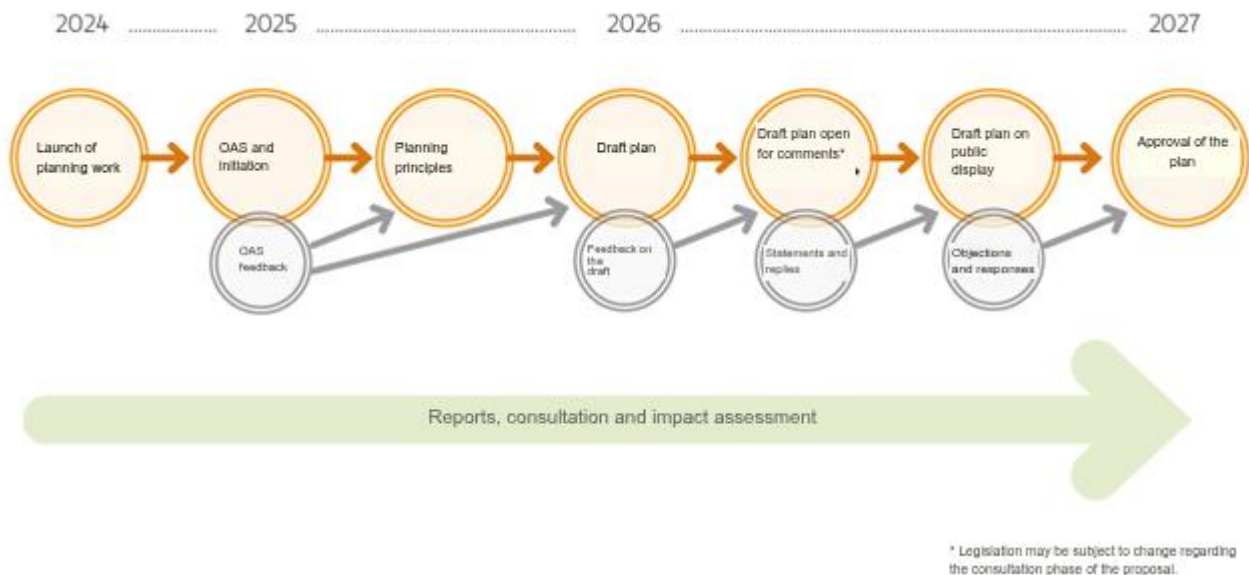 2024 2025 2026 2027
Launch of
planning work
OAS and
initiation
Planning
principles
Draft plan
Draft plan open
for comments*
Draft plan on
public
display
Approval of the
plan
OAS
feedback
Feedback on
the
draft
Statements and
replies
Objections
and responses
Reports, consultation and impact assessment
* Legislation may be subject to change regarding
the consultation phase of the proposal.